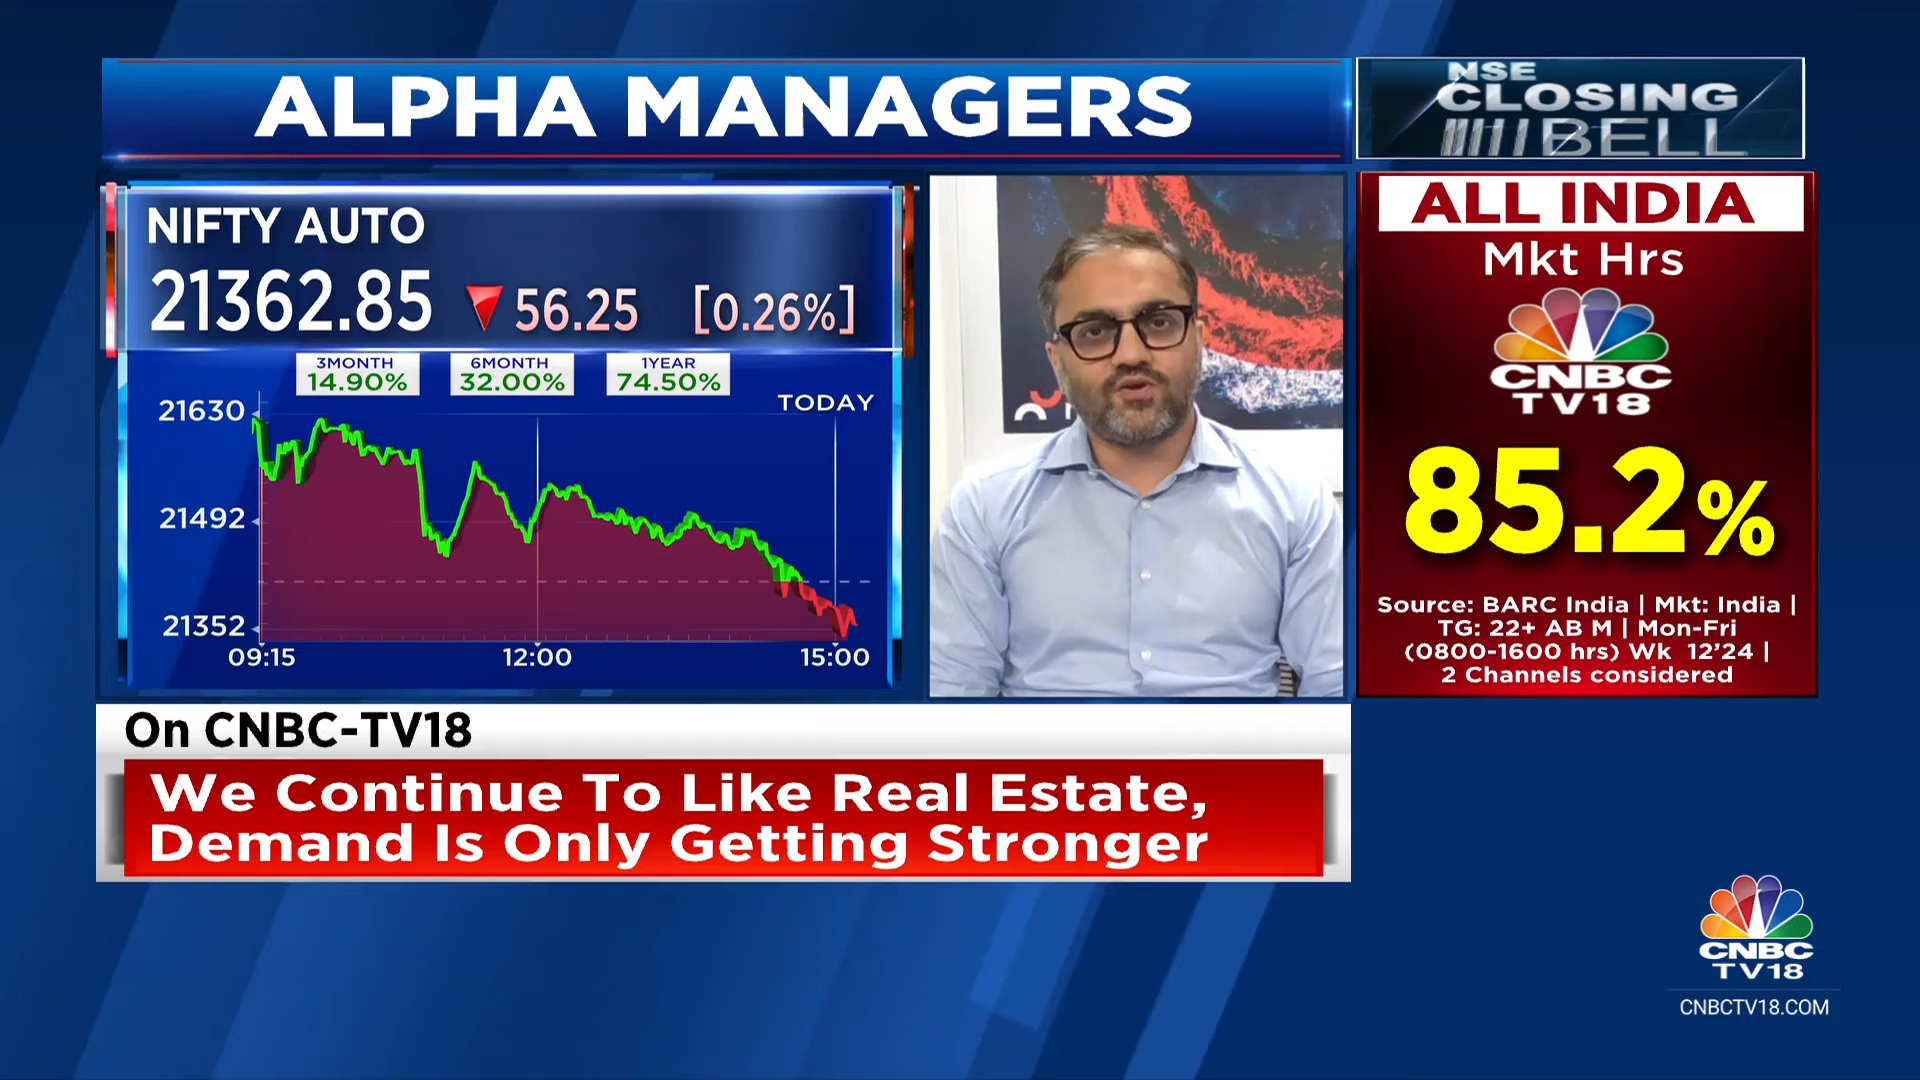 ALPHA MANAGERS
NSE
CLOSING
BELL
NIFTY AUTO
21362.85 ▼ 56.25 [0.26%]
3MONTH
14.90%
6MONTH
32.00%
1YEAR
74.50%
TODAY
21630
21492
21352
09:15 12:00 15:00
ALL INDIA
Mkt Hrs
CNBC
TV18
85.2%
Source: BARC India | Mkt: India |
TG: 22+ AB M | Mon-Fri
(0800-1600 hrs) Wk 12'24 |
2 Channels considered
On CNBC-TV18
We Continue To Like Real Estate,
Demand Is Only Getting Stronger
CNBC
TV18
CNBCTV18.COM